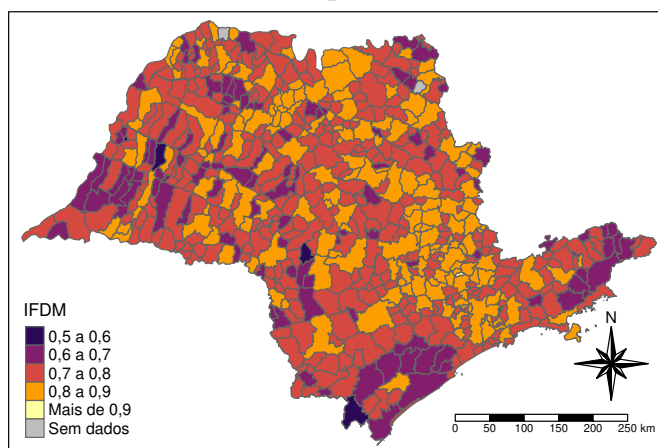 IFDM
0,5 a 0,6
0,6 a 0,7
0,7 a 0,8
0,8 a 0,9
Mais de 0,9
Sem dados
N
0 50 100 150 200 250 km